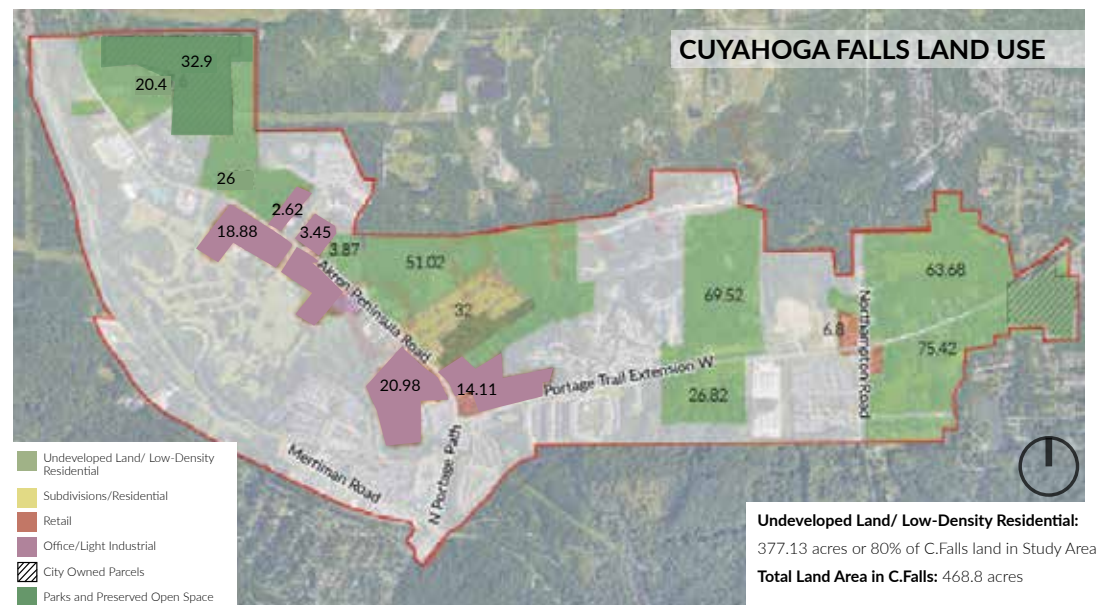 CUYAHOGA FALLS LAND USE
32.9
20.4
26
2.62
18.88
3.45
3.87
51.02
63.68
69.52
32
6.8
75.42
Akron Peninsula Road
Northampton Road
20.98
14.11
Portage Trail Extension W
26.82
Merriman Road
N Portage Path
Undeveloped Land/ Low-Density
Residential
Subdivisions/Residential
Retail
Office/Light Industrial
City Owned Parcels
Parks and Preserved Open Space
Undeveloped Land/ Low-Density Residential:
377.13 acres or 80% of C.Falls land in Study Area
Total Land Area in C.Falls: 468.8 acres